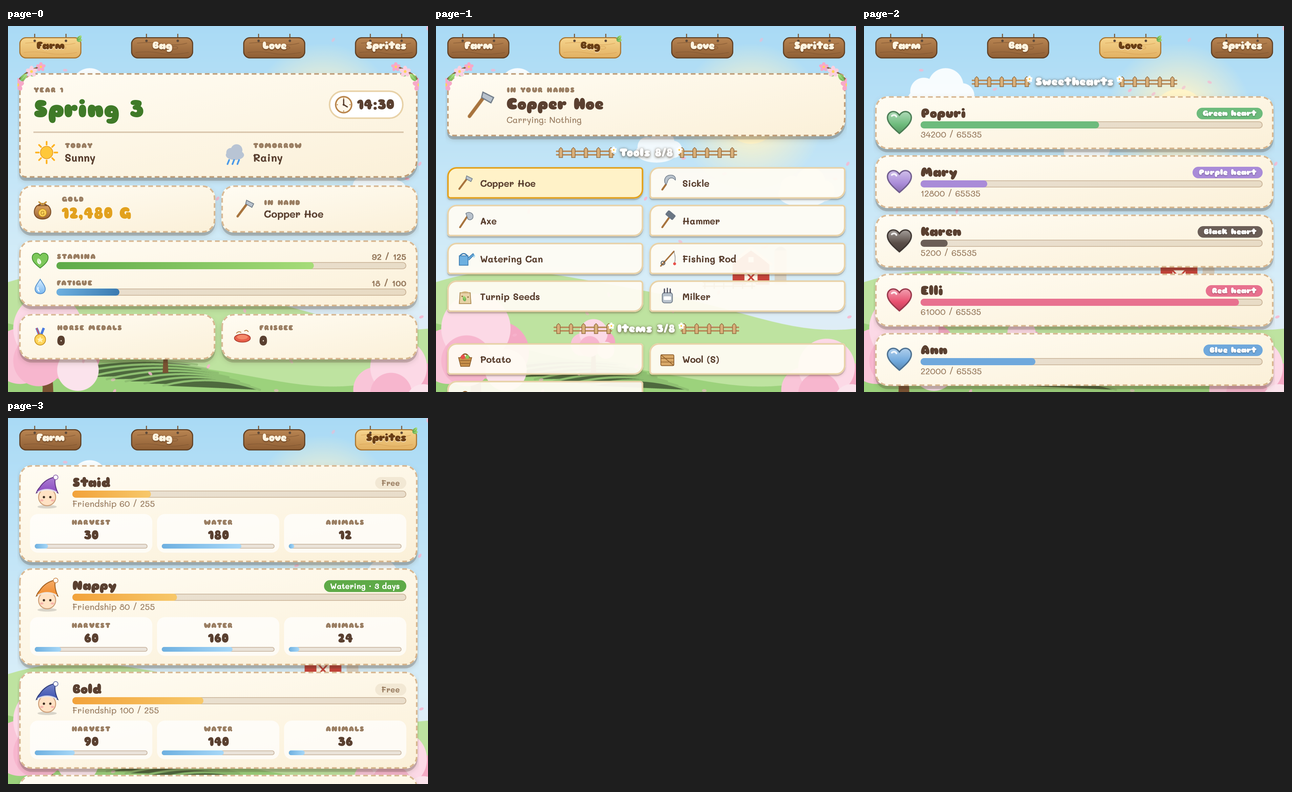 page-0
Farm
Bag
Love
Sprites
YEAR 1
Spring 3
14:30
TODAY
Sunny
TOMORROW
Rainy
GOLD
12,480 G
IN HAND
Copper Hoe
STAMINA
92 / 125
FATIGUE
18 / 100
HORSE MEDALS
0
FRISBEE
0
page-1
Farm
Bag
Love
Sprites
IN YOUR HANDS
Copper Hoe
Carrying: Nothing
Tools 8/8
Copper Hoe
Sickle
Axe
Hammer
Watering Can
Fishing Rod
Turnip Seeds
Milker
Items 3/8
Potato
Wool (S)
page-2
Farm
Bag
Love
Sprites
Sweethearts
Popuri
Green heart
34200 / 65535
Mary
Purple heart
12800 / 65535
Karen
Black heart
5200 / 65535
Elli
Red heart
61000 / 65535
Ann
Blue heart
22000 / 65535
page-3
Farm
Bag
Love
Sprites
Staid
Free
Friendship 60 / 255
HARVEST
30
WATER
180
ANIMALS
12
Nappy
Watering · 3 days
Friendship 80 / 255
HARVEST
60
WATER
160
ANIMALS
24
Bold
Free
Friendship 100 / 255
HARVEST
90
WATER
140
ANIMALS
36